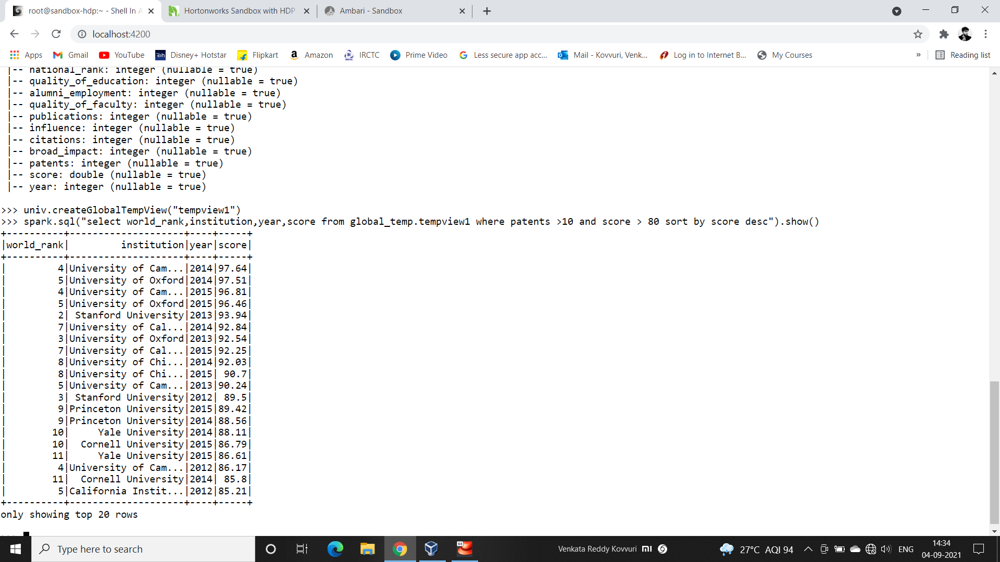 root@sandbox-hdp:~ - Shell In A
Hortonworks Sandbox with HDP
Ambari - Sandbox
localhost:4200
Apps
Gmail
YouTube
Disney+ Hotstar
Flipkart
Amazon
IRCTC
Prime Video
Less secure app acc...
Mail - Kovvuri, Venk...
Log in to Internet B...
My Courses
»
Reading list
|-- national_rank: integer (nullable = true)
|-- quality_of_education: integer (nullable = true)
|-- alumni_employment: integer (nullable = true)
|-- quality_of_faculty: integer (nullable = true)
|-- publications: integer (nullable = true)
|-- influence: integer (nullable = true)
|-- citations: integer (nullable = true)
|-- broad_impact: integer (nullable = true)
|-- patents: integer (nullable = true)
|-- score: double (nullable = true)
|-- year: integer (nullable = true)
>>> univ.createGlobalTempView("tempview1")
>>> spark.sql("select world_rank,institution,year,score from global_temp.tempview1 where patents >10 and score > 80 sort by score desc").show()
+----------+--------------------+----+-----+
|world_rank|         institution|year|score|
+----------+--------------------+----+-----+
|         4|University of Cam...|2014|97.64|
|         5|University of Oxford|2014|97.51|
|         4|University of Cam...|2015|96.81|
|         5|University of Oxford|2015|96.46|
|         2| Stanford University|2013|93.94|
|         7|University of Cal...|2014|92.84|
|         3|University of Oxford|2013|92.54|
|         7|University of Cal...|2015|92.25|
|         8|University of Chi...|2014|92.03|
|         8|University of Chi...|2015| 90.7|
|         5|University of Cam...|2013|90.24|
|         3| Stanford University|2012| 89.5|
|         9|Princeton University|2015|89.42|
|         9|Princeton University|2014|88.56|
|        10|     Yale University|2014|88.11|
|        10|  Cornell University|2015|86.79|
|        11|     Yale University|2015|86.61|
|         4|University of Cam...|2012|86.17|
|        11|  Cornell University|2014| 85.8|
|         5|California Instit...|2012|85.21|
+----------+--------------------+----+-----+
only showing top 20 rows
Type here to search
64
Venkata Reddy Kovvuri
27°C AQI 94
ENG
14:34
04-09-2021